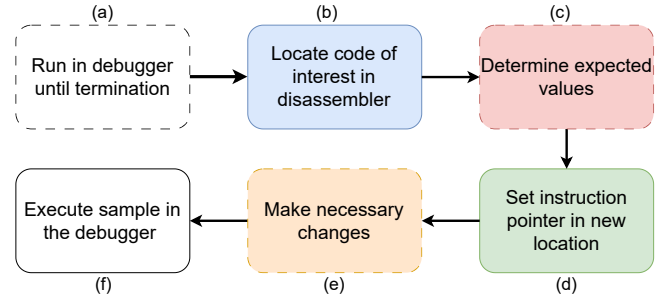 (a)
(b)
(c)
Run in debugger
until termination
Locate code of
interest in
disassembler
Determine expected
values
Execute sample in
the debugger
Make necessary
changes
Set instruction
pointer in new
location
(f)
(e)
(d)